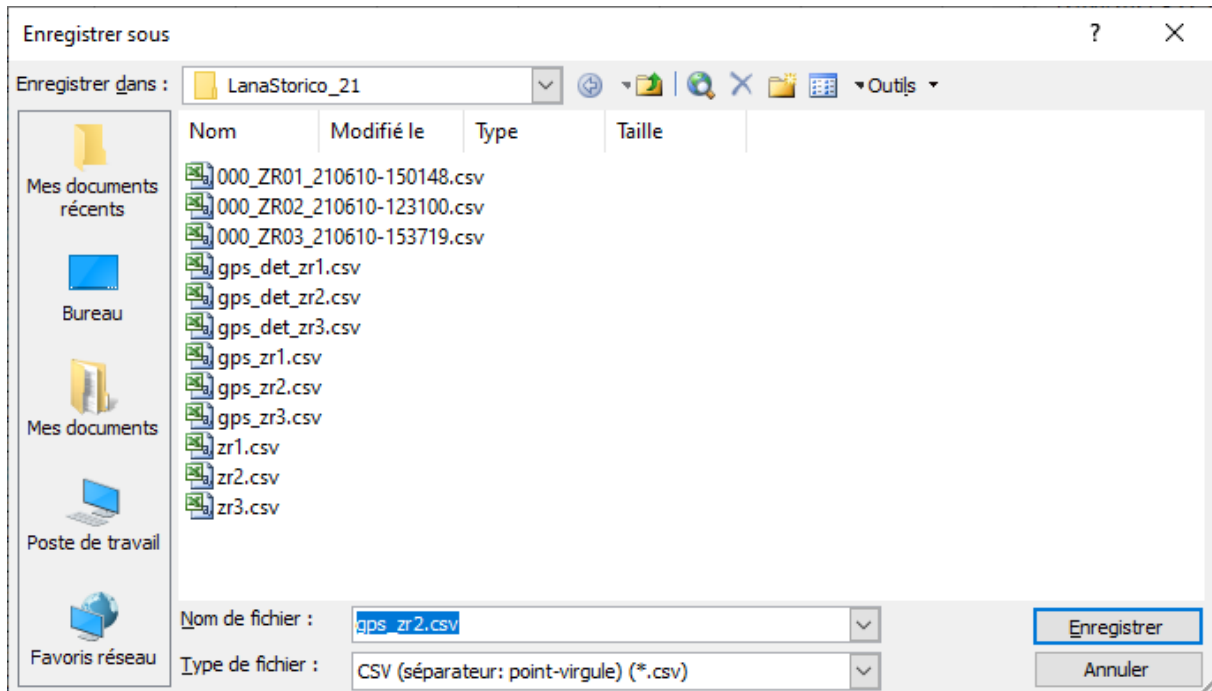 Enregistrer sous
?
Enregistrer dans :
LanaStorico_21
Outils
Mes documents
récents
Bureau
Mes documents
Poste de travail
Favoris réseau
Nom Modifié le Type Taille
000_ZR01_210610-150148.csv
000_ZR02_210610-123100.csv
000_ZR03_210610-153719.csv
gps_det_zr1.csv
gps_det_zr2.csv
gps_det_zr3.csv
gps_zr1.csv
gps_zr2.csv
gps_zr3.csv
zr1.csv
zr2.csv
zr3.csv
Nom de fichier : gps_zr2.csv
Enregistrer
Type de fichier : CSV (séparateur: point-virgule) (*.csv)
Annuler